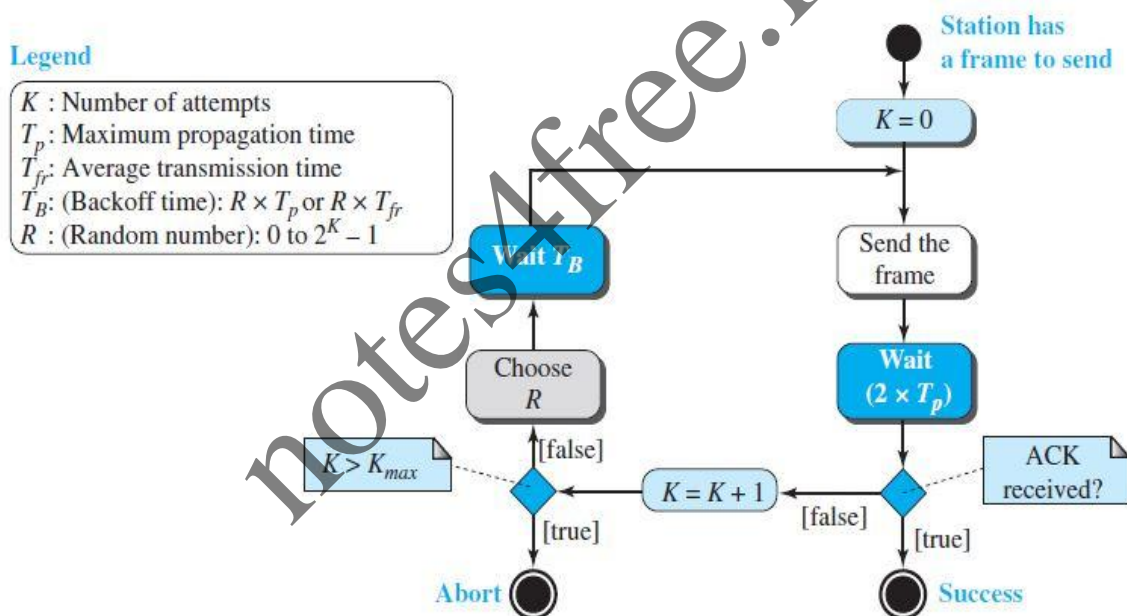 Legend
K : Number of attempts
Tp : Maximum propagation time
Tfr : Average transmission time
TB : (Backoff time): R × Tp or R × Tfr
R : (Random number): 0 to 2^K – 1
Station has
a frame to send
K = 0
Send the
frame
Wait
(2 × Tp)
ACK
received?
[false]
[true]
Success
K = K + 1
K > Kmax
[false]
[true]
Abort
Choose
R
Wait TB
notes4free.